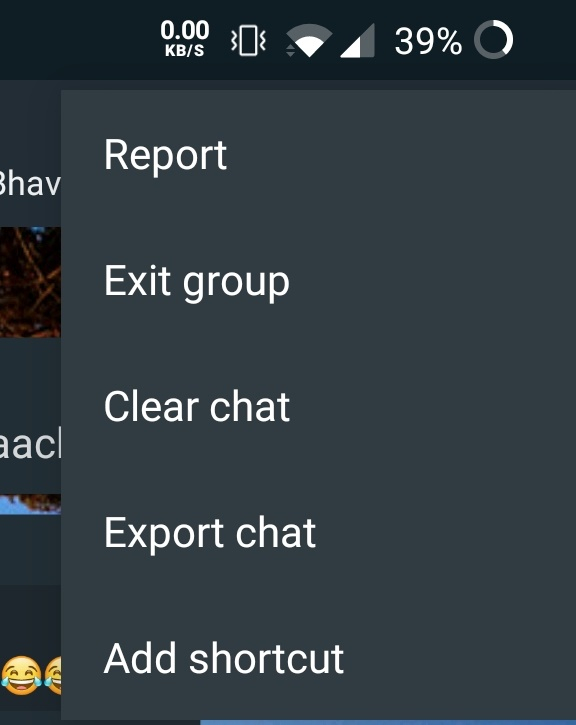 0.00
KB/S
39%
Report
Exit group
Clear chat
Export chat
Add shortcut